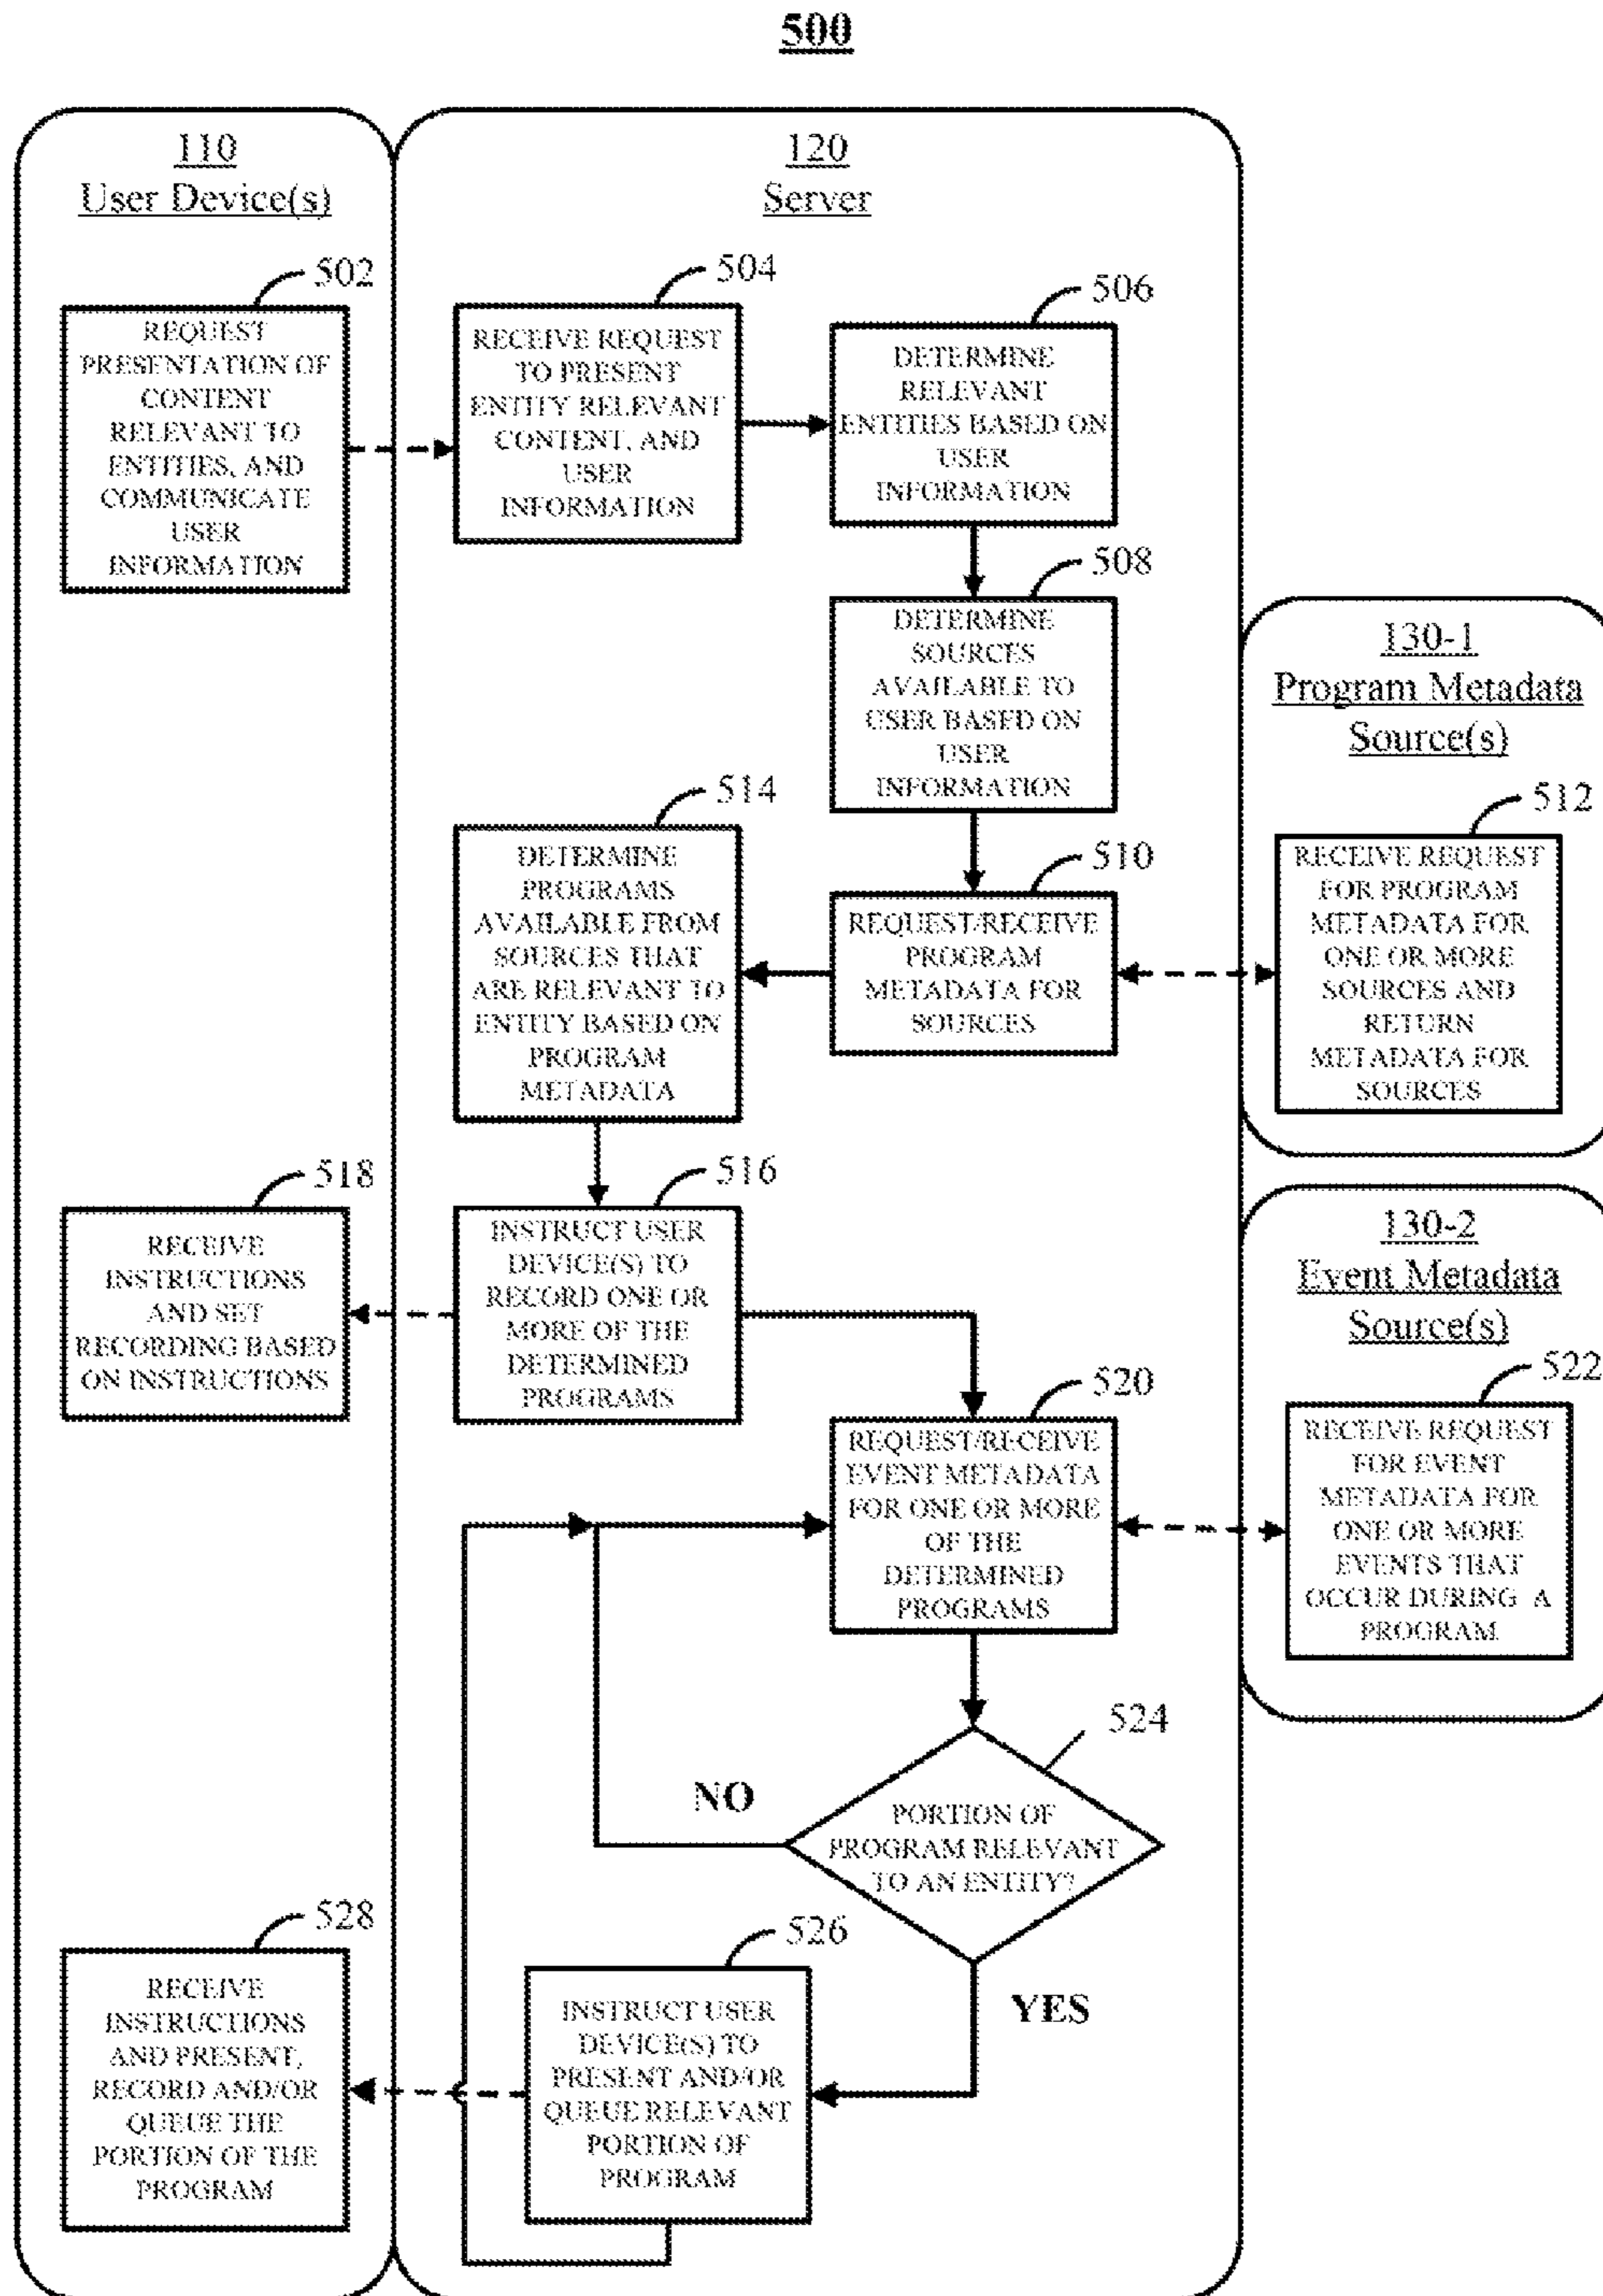 500
110
User Device(s)
120
Server
502
REQUEST
PRESENTATION OF
CONTENT
RELEVANT TO
ENTITIES, AND
COMMUNICATE
USER
INFORMATION
504
RECEIVE REQUEST
TO PRESENT
ENTITY RELEVANT
CONTENT, AND
USER
INFORMATION
506
DETERMINE
RELEVANT
ENTITIES BASED ON
USER
INFORMATION
508
DETERMINE
SOURCES
AVAILABLE TO
USER BASED ON
USER
INFORMATION
130-1
Program Metadata
Source(s)
510
REQUEST/RECEIVE
PROGRAM
METADATA FOR
SOURCES
512
RECEIVE REQUEST
FOR PROGRAM
METADATA FOR
ONE OR MORE
SOURCES AND
RETURN
METADATA FOR
SOURCES
514
DETERMINE
PROGRAMS
AVAILABLE FROM
SOURCES THAT
ARE RELEVANT TO
ENTITY BASED ON
PROGRAM
METADATA
516
INSTRUCT USER
DEVICE(S) TO
RECORD ONE OR
MORE OF THE
DETERMINED
PROGRAMS
518
RECEIVE
INSTRUCTIONS
AND SET
RECORDING BASED
ON INSTRUCTIONS
130-2
Event Metadata
Source(s)
520
REQUEST/RECEIVE
EVENT METADATA
FOR ONE OR MORE
OF THE
DETERMINED
PROGRAMS
522
RECEIVE REQUEST
FOR EVENT
METADATA FOR
ONE OR MORE
EVENTS THAT
OCCUR DURING A
PROGRAM
524
PORTION OF
PROGRAM RELEVANT
TO AN ENTITY?
NO
YES
526
INSTRUCT USER
DEVICE(S) TO
PRESENT AND/OR
QUEUE RELEVANT
PORTION OF
PROGRAM
528
RECEIVE
INSTRUCTIONS
AND PRESENT,
RECORD AND/OR
QUEUE THE
PORTION OF THE
PROGRAM